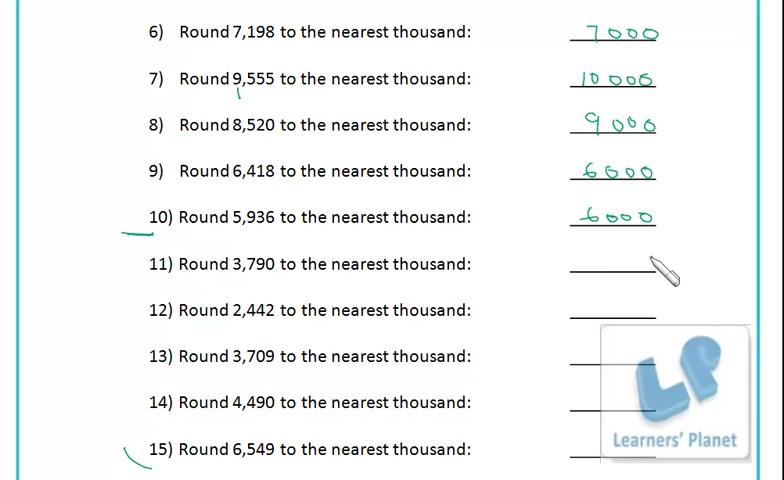 6) Round 7,198 to the nearest thousand: 7000
7) Round 9,555 to the nearest thousand: 10000
8) Round 8,520 to the nearest thousand: 9000
9) Round 6,418 to the nearest thousand: 6000
10) Round 5,936 to the nearest thousand: 6000
11) Round 3,790 to the nearest thousand:
12) Round 2,442 to the nearest thousand:
13) Round 3,709 to the nearest thousand:
14) Round 4,490 to the nearest thousand:
15) Round 6,549 to the nearest thousand:
LP
Learners' Planet